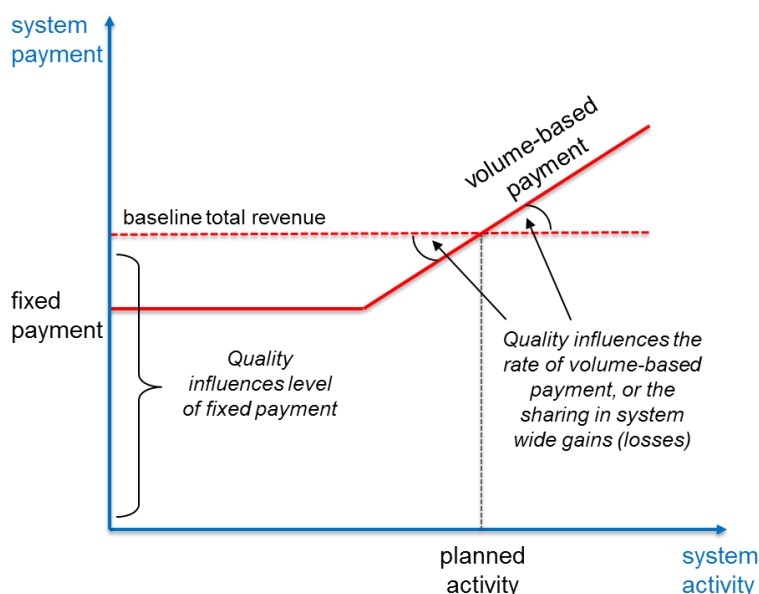 system
payment
volume-based
payment
baseline total revenue
fixed
payment
Quality
influences level
of fixed payment
Quality influences the
rate of volume-based
payment, or the
sharing in system
wide gains (losses)
planned
activity
system
activity